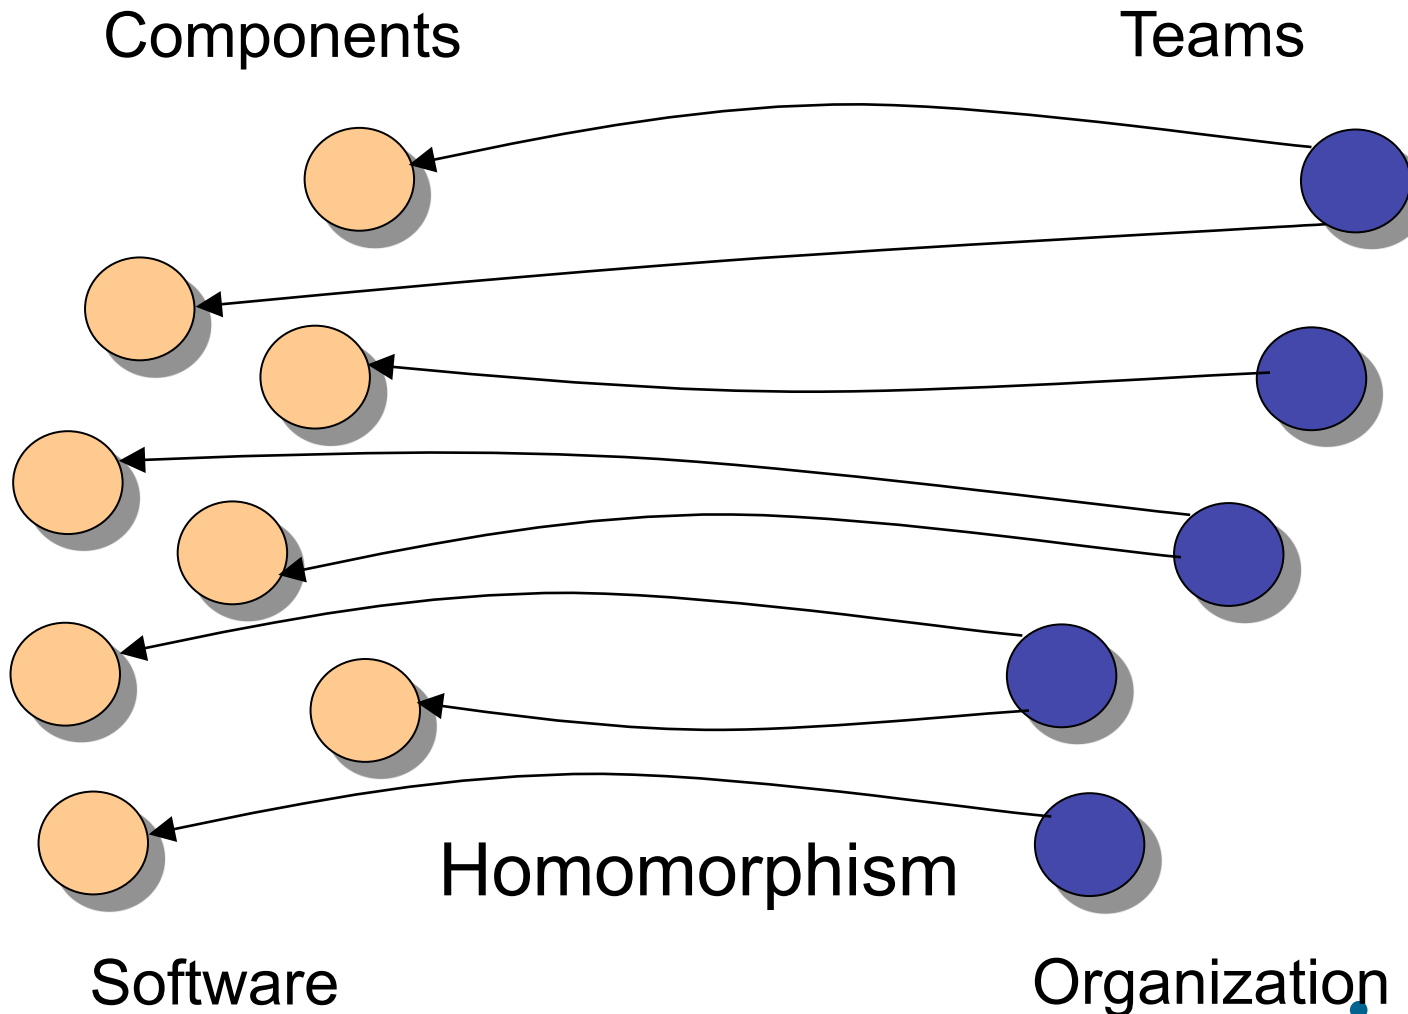 Components
Teams
Homomorphism
Software
Organization